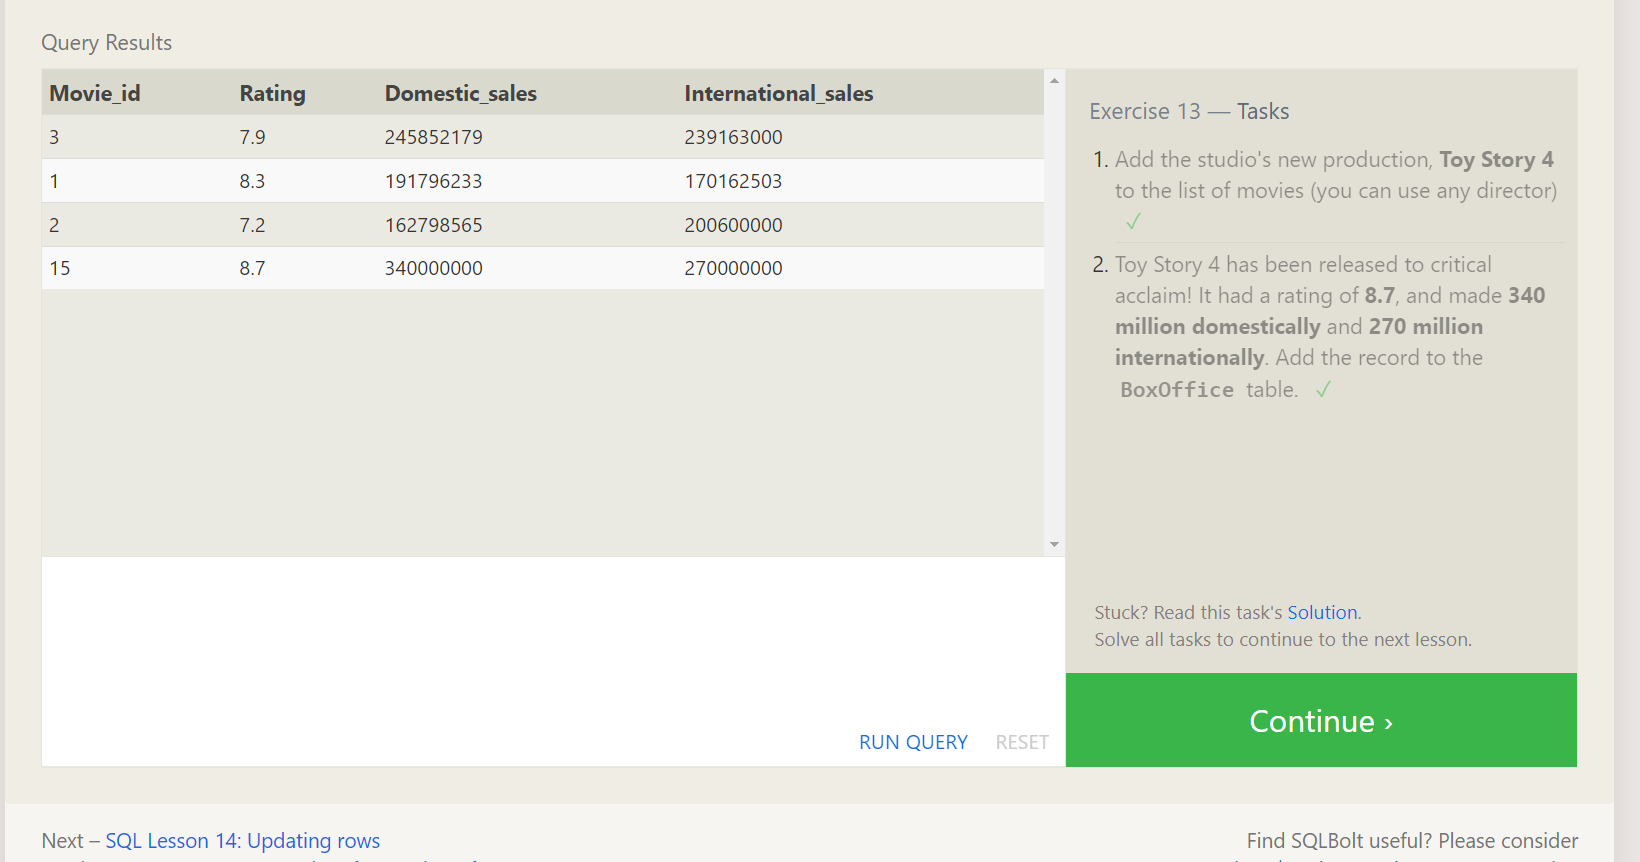 Query Results
Movie_id Rating Domestic_sales International_sales
3 7.9 245852179 239163000
1 8.3 191796233 170162503
2 7.2 162798565 200600000
15 8.7 340000000 270000000
RUN QUERY RESET
Exercise 13 — Tasks
1. Add the studio's new production, Toy Story 4
to the list of movies (you can use any director)
✓
2. Toy Story 4 has been released to critical
acclaim! It had a rating of 8.7, and made 340
million domestically and 270 million
internationally. Add the record to the
BoxOffice table. ✓
Stuck? Read this task's Solution.
Solve all tasks to continue to the next lesson.
Continue ›
Next – SQL Lesson 14: Updating rows
Find SQLBolt useful? Please consider